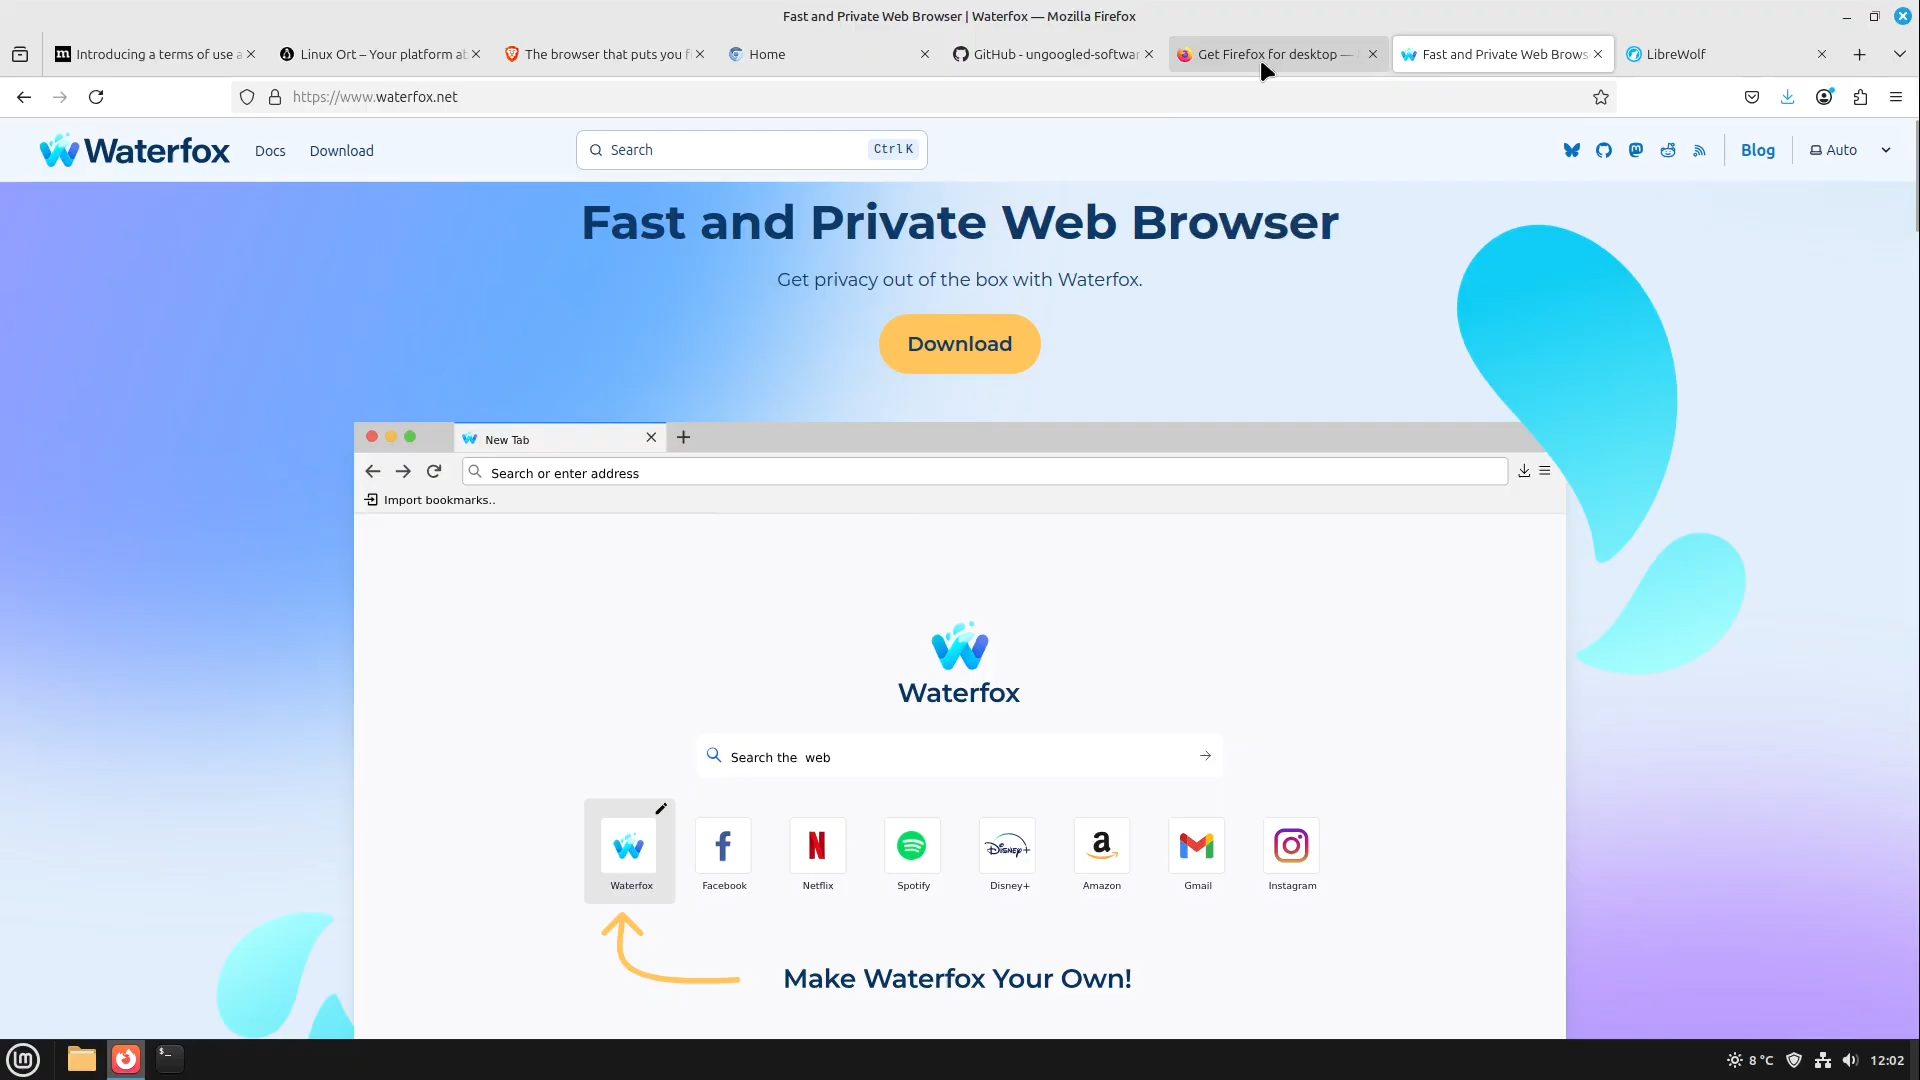 Fast and Private Web Browser | Waterfox — Mozilla Firefox
Introducing a terms of use a
Linux Ort – Your platform ab
The browser that puts you fi
Home
GitHub - ungoogled-softwar
Get Firefox for desktop —
Fast and Private Web Brows
LibreWolf
https://www.waterfox.net
Waterfox
Docs
Download
Search
Ctrl K
Blog
Auto
Fast and Private Web Browser
Get privacy out of the box with Waterfox.
Download
New Tab
Search or enter address
Import bookmarks..
Waterfox
Search the web
Waterfox
Facebook
Netflix
Spotify
Disney+
Amazon
Gmail
Instagram
Make Waterfox Your Own!
8 °C
12:02